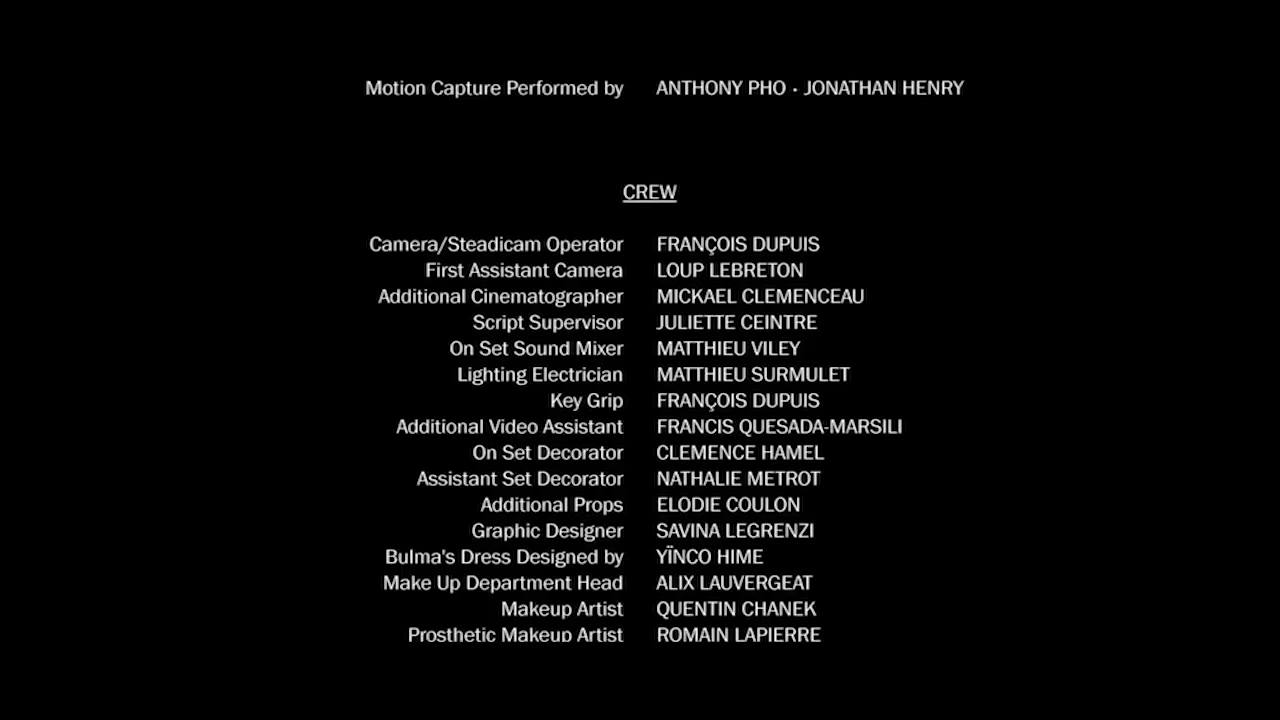 Motion Capture Performed by ANTHONY PHO · JONATHAN HENRY
CREW
Camera/Steadicam Operator FRANÇOIS DUPUIS
First Assistant Camera LOUP LEBRETON
Additional Cinematographer MICKAEL CLEMENCEAU
Script Supervisor JULIETTE CEINTRE
On Set Sound Mixer MATTHIEU VILEY
Lighting Electrician MATTHIEU SURMULET
Key Grip FRANÇOIS DUPUIS
Additional Video Assistant FRANCIS QUESADA-MARSILI
On Set Decorator CLEMENCE HAMEL
Assistant Set Decorator NATHALIE METROT
Additional Props ELODIE COULON
Graphic Designer SAVINA LEGRENZI
Bulma's Dress Designed by YÏNCO HIME
Make Up Department Head ALIX LAUVERGEAT
Makeup Artist QUENTIN CHANEK
Prosthetic Makeup Artist ROMAIN LAPIERRE